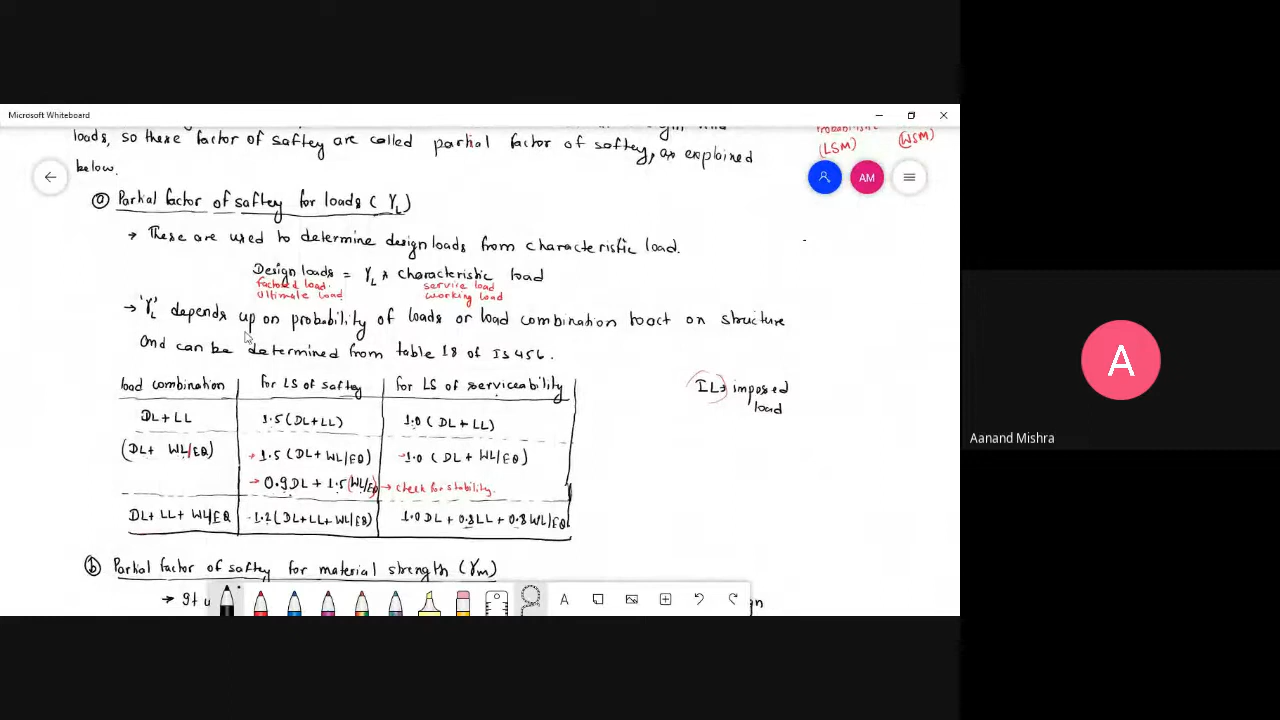 Microsoft Whiteboard
loads, so these factor of saftey are called partial factor of saftey, as explained
below.
(LSM)
(WSM)
AM
ⓐ Partial factor of saftey for loads (γL)
→ These are used to determine design loads from characteristic load.
Design loads = γL * characteristic load
factored load. service load
Ultimate load. working load
→ 'γL' depends up on probability of loads or load combination to act on structure
And can be determined from table 18 of IS 456.
load combination for LS of saftey for LS of serviceability
IL→ imposed
load
DL + LL 1.5(DL+LL) 1.0 (DL + LL)
(DL + WL/EQ) → 1.5 (DL + WL/EQ) → 1.0 (DL + WL/EQ)
→ 0.9DL + 1.5(WL/EQ) → check for stability.
DL + LL + WL/EQ 1.2(DL+LL+WL/EQ) 1.0 DL + 0.8LL + 0.8 WL/EQ
ⓑ Partial factor of saftey for material strength (γm)
→ It u
A
A
Aanand Mishra